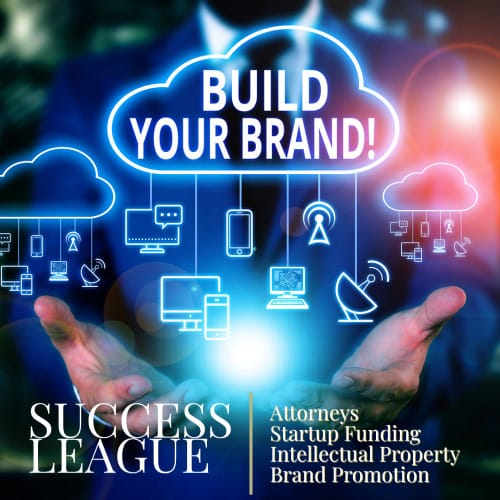 BUILD
YOUR BRAND!
SUCCESS
LEAGUE
Attorneys
Startup Funding
Intellectual Property
Brand Promotion